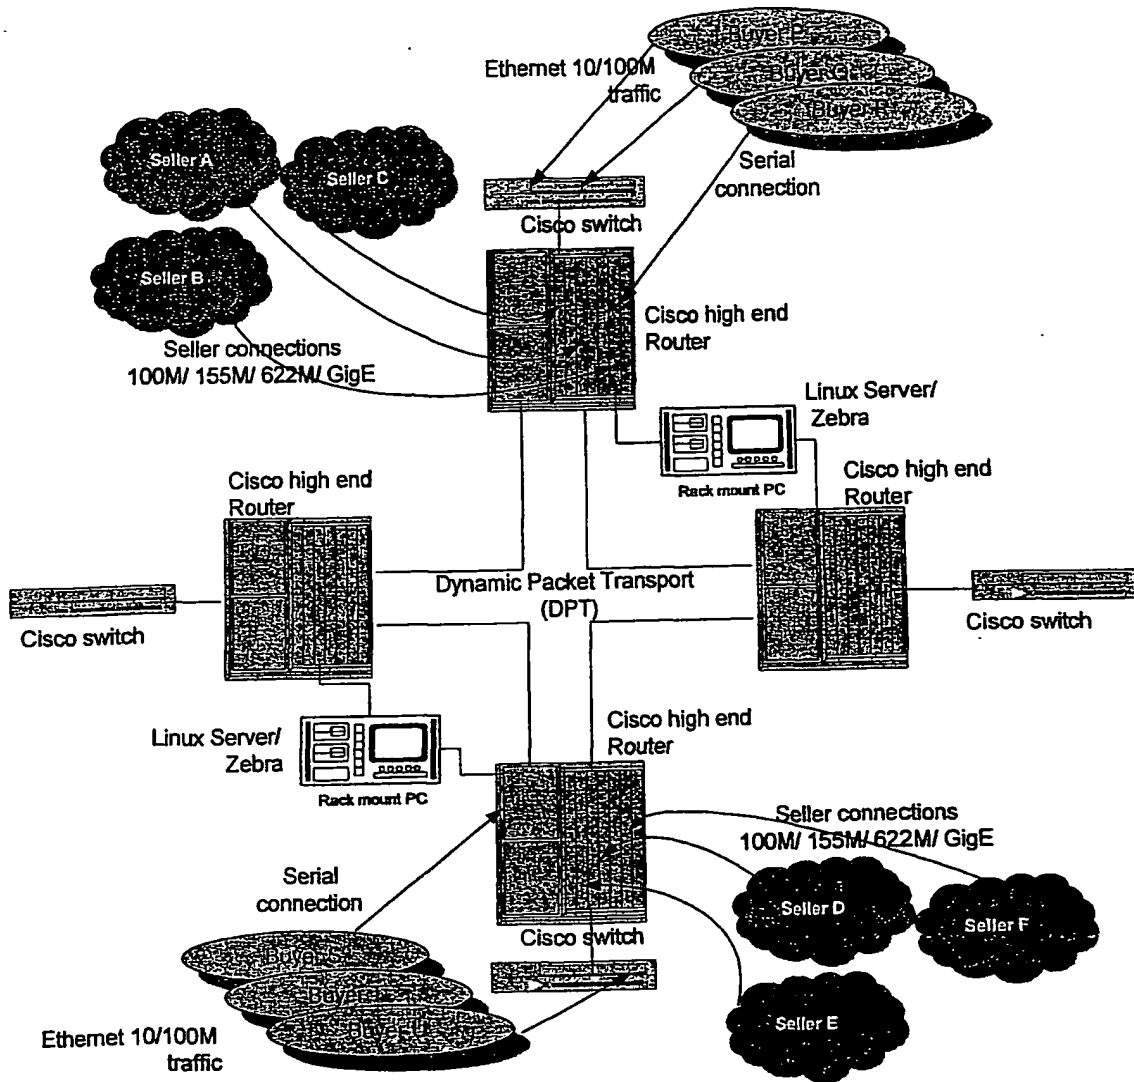 Buyer P
Ethernet 10/100M
traffic
Buyer Q
Buyer R
Seller A
Seller C
Serial
connection
Cisco switch
Seller B
Cisco high end
Router
Seller connections
100M/ 155M/ 622M/ GigE
Linux Server/
Zebra
Rack mount PC
Cisco high end
Router
Cisco high end
Router
Dynamic Packet Transport
(DPT)
Cisco switch
Cisco switch
Linux Server/
Zebra
Rack mount PC
Cisco high end
Router
Seller connections
100M/ 155M/ 622M/ GigE
Serial
connection
Seller D
Seller F
Cisco switch
Buyer S
Buyer T
Buyer U
Seller E
Ethernet 10/100M
traffic